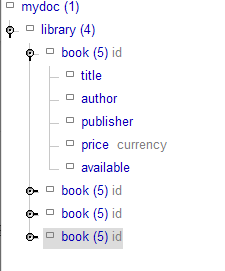 mydoc (1)
library (4)
book (5) id
title
author
publisher
price currency
available
book (5) id
book (5) id
book (5) id